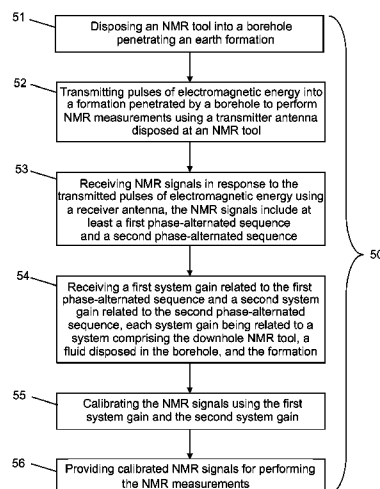 51
Disposing an NMR tool into a borehole
penetrating an earth formation
52
Transmitting pulses of electromagnetic energy into
a formation penetrated by a borehole to perform
NMR measurements using a transmitter antenna
disposed at an NMR tool
53
Receiving NMR signals in response to the
transmitted pulses of electromagnetic energy using
a receiver antenna, the NMR signals include at
least a first phase-alternated sequence
and a second phase-alternated sequence
50
54
Receiving a first system gain related to the first
phase-alternated sequence and a second system
gain related to the second phase-alternated
sequence, each system gain being related to a
system comprising the downhole NMR tool, a
fluid disposed in the borehole, and the formation
55
Calibrating the NMR signals using the first
system gain and the second system gain
56
Providing calibrated NMR signals for performing
the NMR measurements